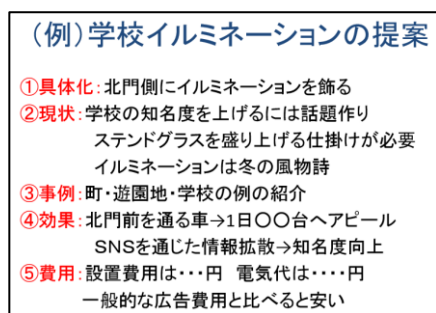 (例)学校イルミネーションの提案
①具体化:北門側にイルミネーションを飾る
②現状:学校の知名度を上げるには話題作り
ステンドグラスを盛り上げる仕掛けが必要
イルミネーションは冬の風物詩
③事例:町・遊園地・学校の例の紹介
④効果:北門前を通る車→1日〇〇台へアピール
SNSを通じた情報拡散→知名度向上
⑤費用:設置費用は・・・円 電気代は・・・・円
一般的な広告費用と比べると安い